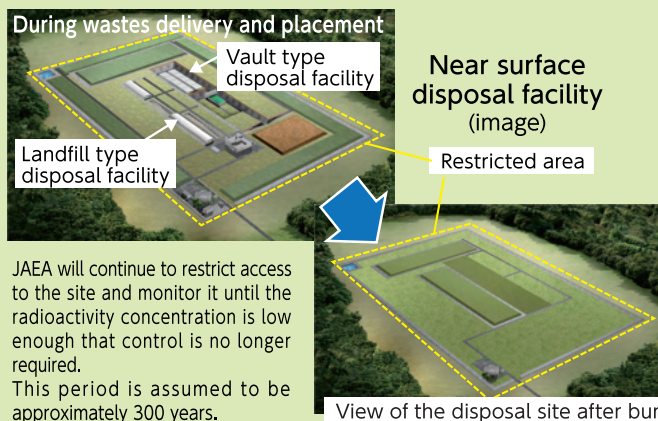 During wastes delivery and placement
Vault type
disposal facility
Near surface
disposal facility
(image)
Landfill type
disposal facility
Restricted area
JAEA will continue to restrict access
to the site and monitor it until the
radioactivity concentration is low
enough that control is no longer
required.
This period is assumed to be
approximately 300 years.
View of the disposal site after